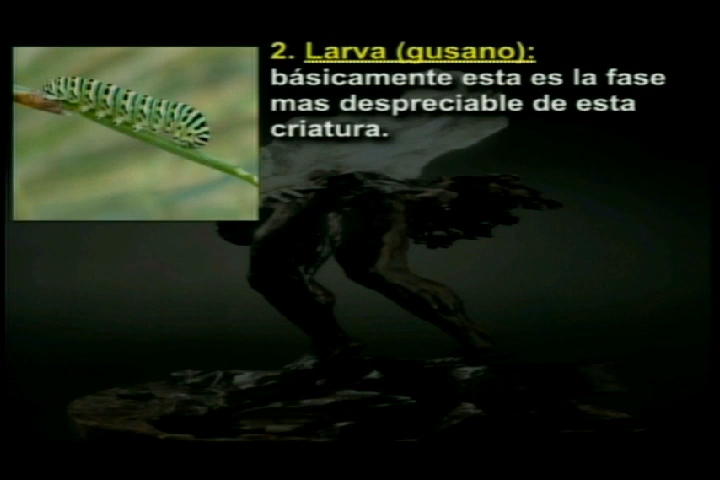 2. Larva (gusano):
básicamente esta es la fase
mas despreciable de esta
criatura.